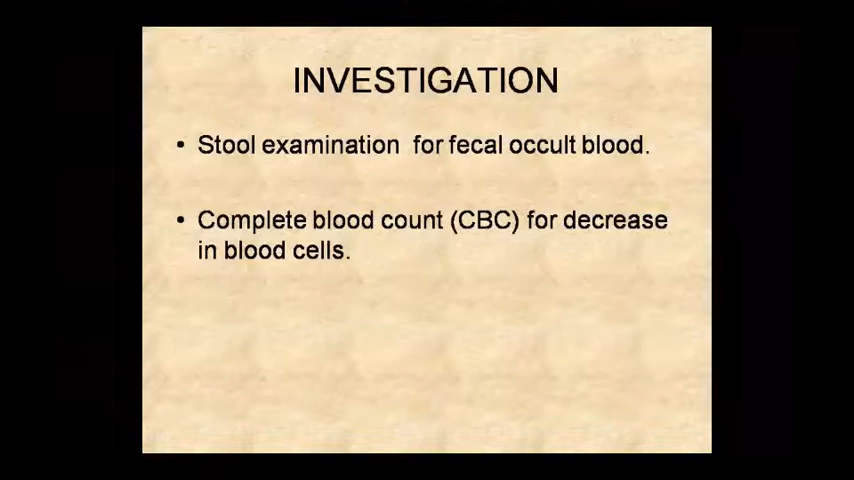 INVESTIGATION
• Stool examination  for fecal occult blood.
• Complete blood count (CBC) for decrease
in blood cells.